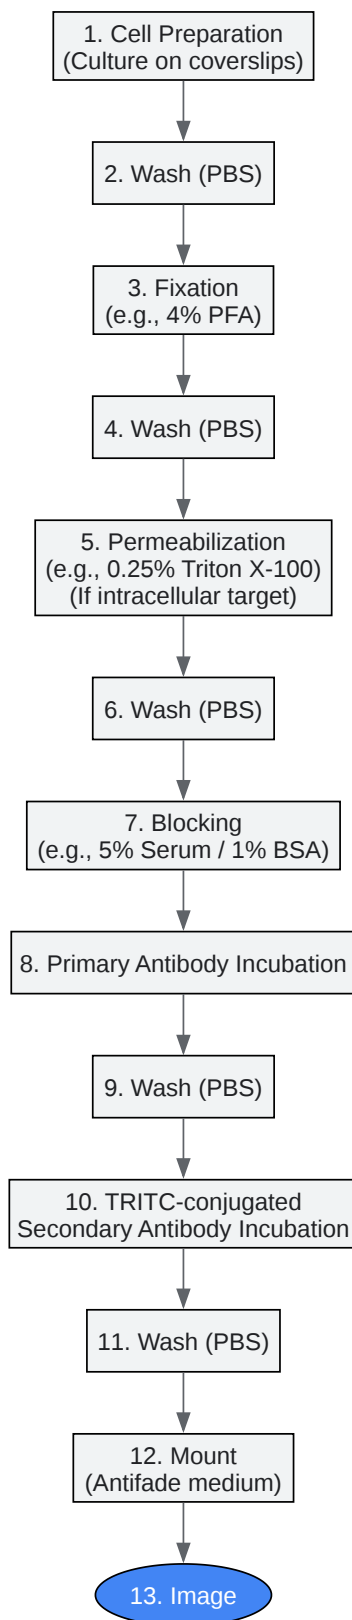 1. Cell Preparation
(Culture on coverslips)
2. Wash (PBS)
3. Fixation
(e.g., 4% PFA)
4. Wash (PBS)
5. Permeabilization
(e.g., 0.25% Triton X-100)
(If intracellular target)
6. Wash (PBS)
7. Blocking
(e.g., 5% Serum / 1% BSA)
8. Primary Antibody Incubation
9. Wash (PBS)
10. TRITC-conjugated
Secondary Antibody Incubation
11. Wash (PBS)
12. Mount
(Antifade medium)
13. Image